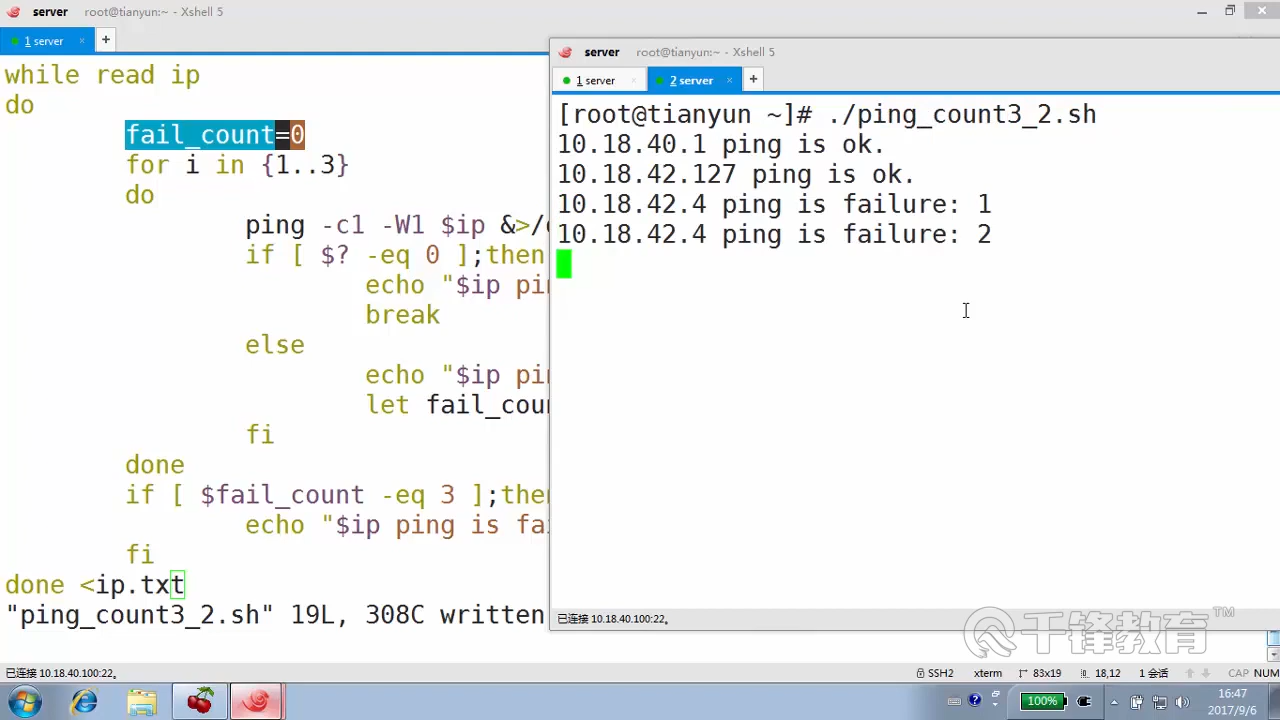 server root@tianyun:~ - Xshell 5
1 server × +
while read ip
do
fail_count=0
for i in {1..3}
do
ping -c1 -W1 $ip &>/
if [ $? -eq 0 ];then
echo "$ip pin
break
else
echo "$ip pin
let fail_cou
fi
done
if [ $fail_count -eq 3 ];the
echo "$ip ping is fa
fi
done <ip.txt
"ping_count3_2.sh" 19L, 308C written
server root@tianyun:~ - Xshell 5
1 server × 2 server × +
[root@tianyun ~]# ./ping_count3_2.sh
10.18.40.1 ping is ok.
10.18.42.127 ping is ok.
10.18.42.4 ping is failure: 1
10.18.42.4 ping is failure: 2
已连接 10.18.40.100:22。
千锋教育™
已连接 10.18.40.100:22。 SSH2 xterm 83x19 18,12 1 会话 CAP NUM
100% 16:47
2017/9/6